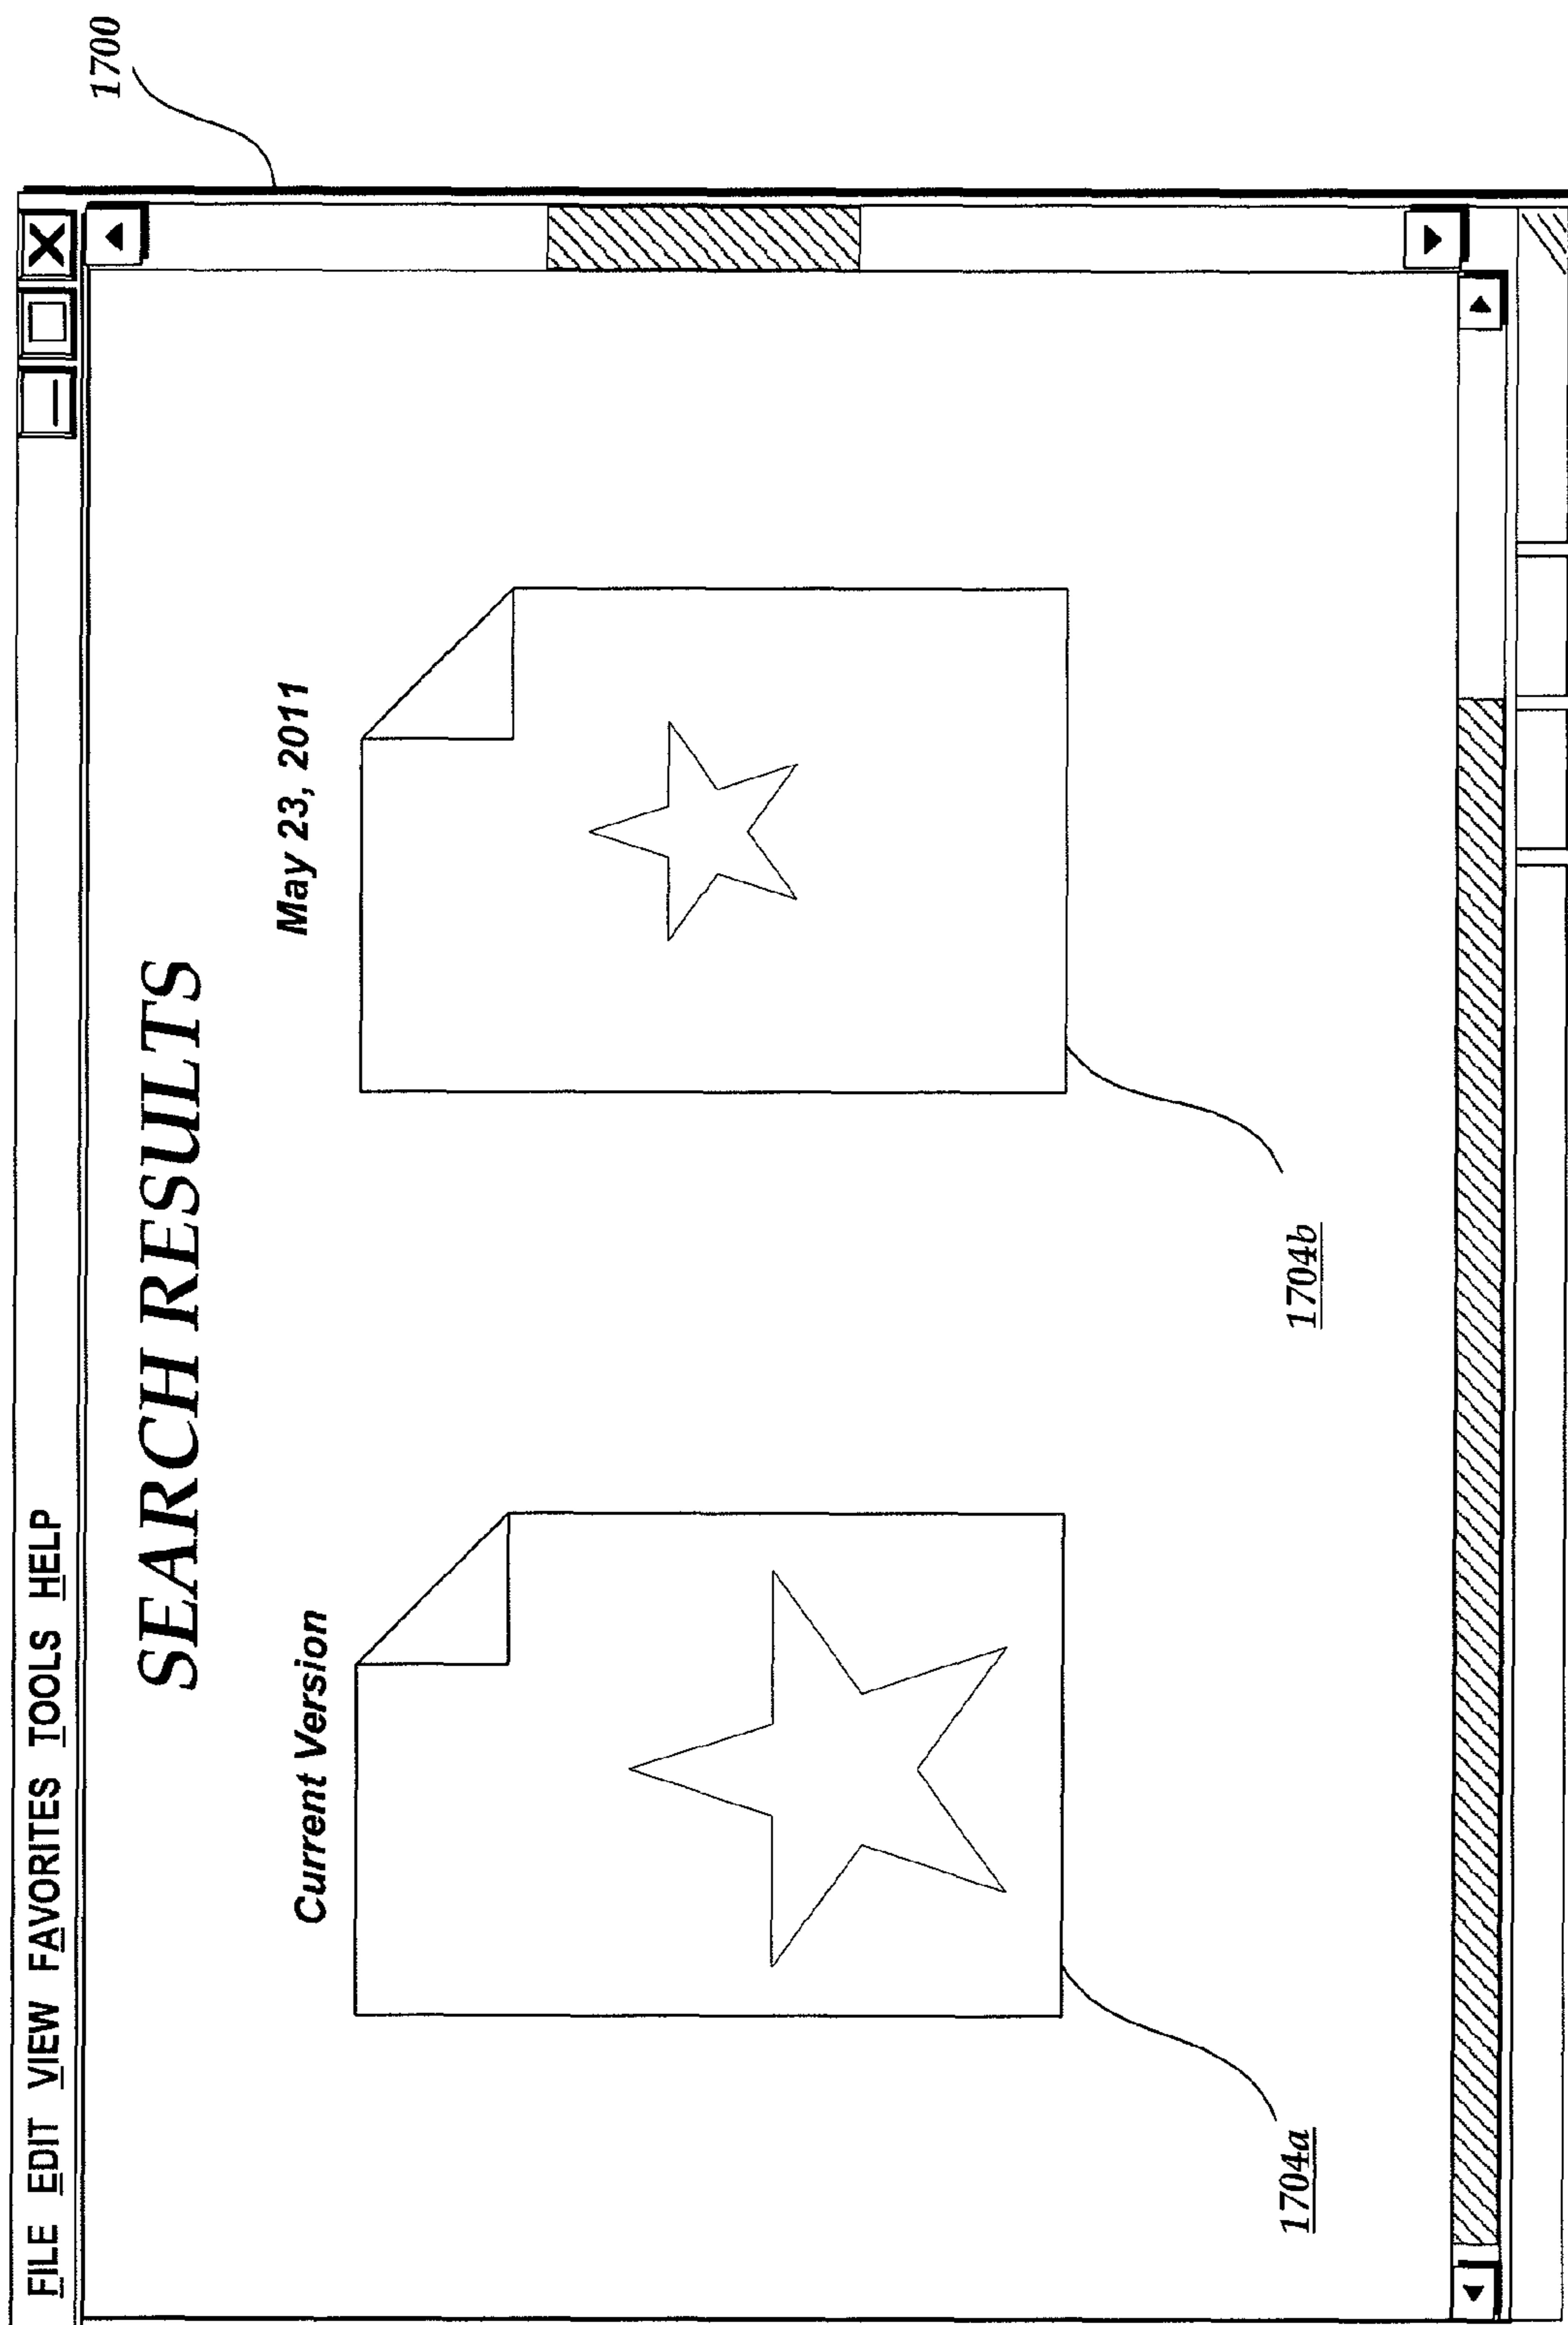 1700
FILE EDIT VIEW FAVORITES TOOLS HELP
SEARCH RESULTS
Current Version
May 23, 2011
1704a
1704b